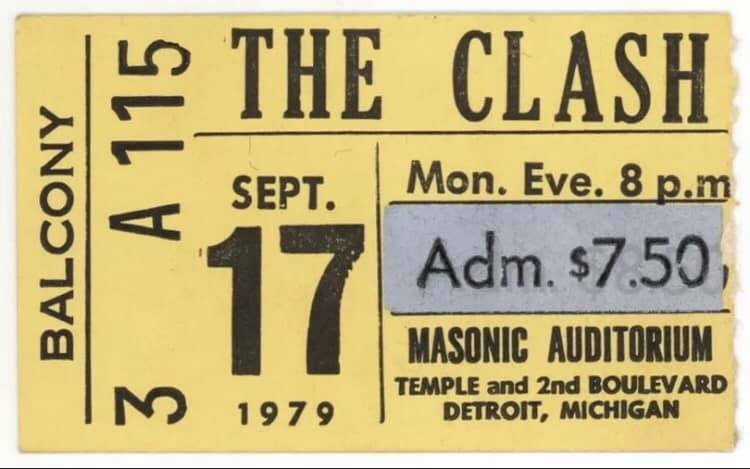 BALCONY
3 A 115
THE CLASH
SEPT.
17
1979
Mon. Eve. 8 p.m
Adm. $7.50
MASONIC AUDITORIUM
TEMPLE and 2nd BOULEVARD
DETROIT, MICHIGAN